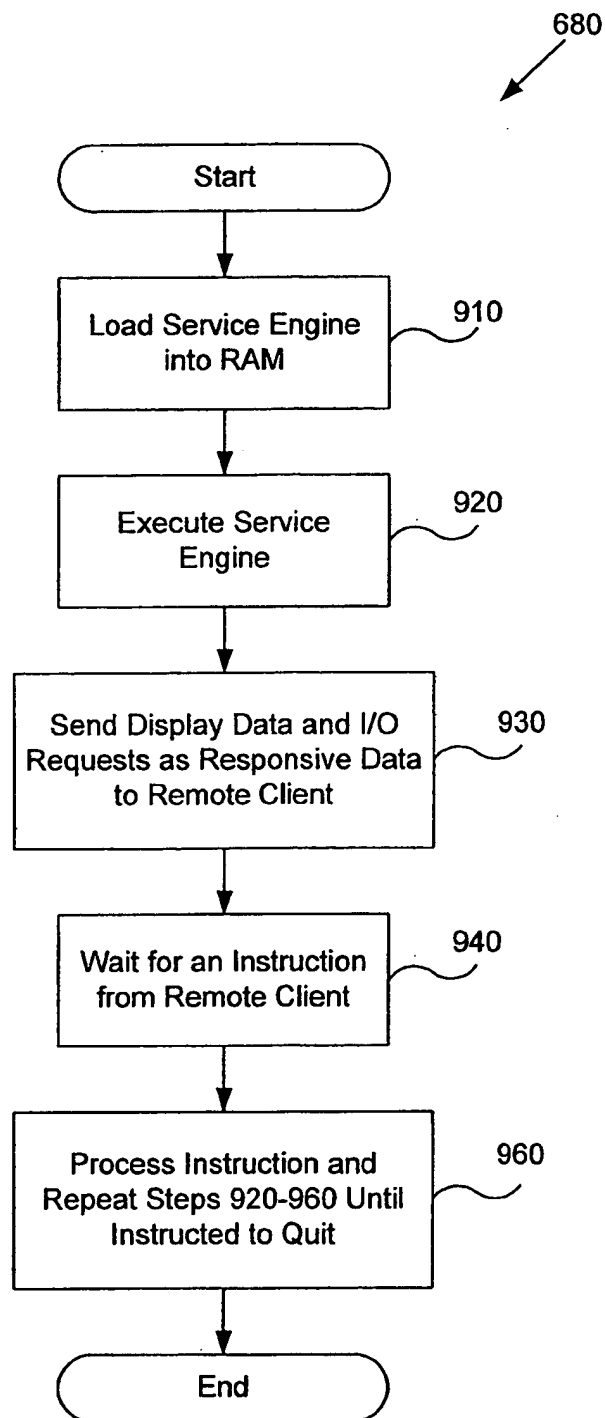 680
Start
Load Service Engine
into RAM
910
Execute Service
Engine
920
Send Display Data and I/O
Requests as Responsive Data
to Remote Client
930
Wait for an Instruction
from Remote Client
940
Process Instruction and
Repeat Steps 920-960 Until
Instructed to Quit
960
End